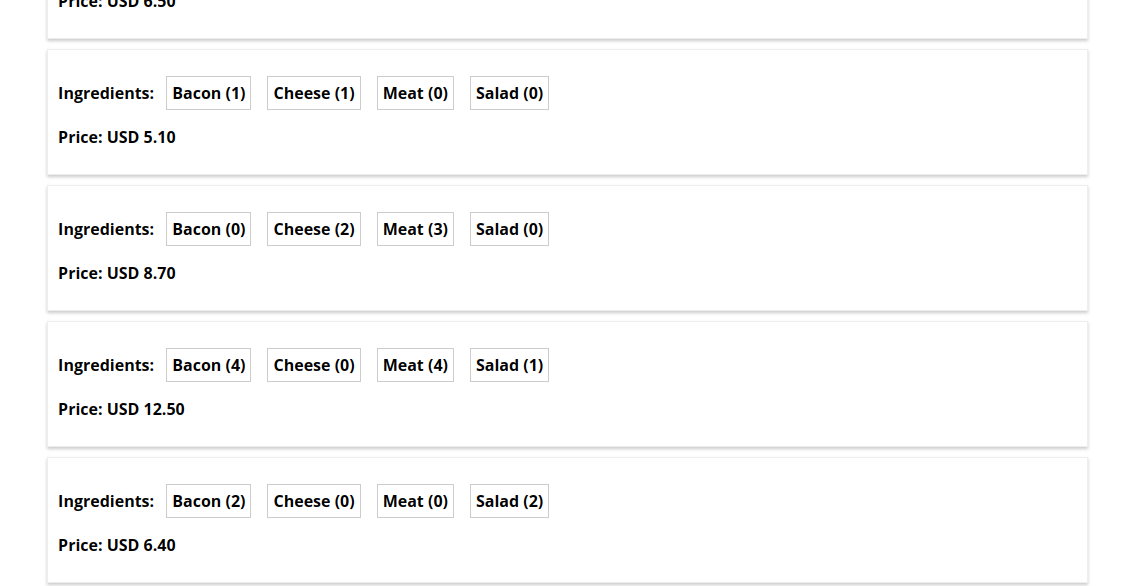 Price: USD 6.50
Ingredients: Bacon (1) Cheese (1) Meat (0) Salad (0)
Price: USD 5.10
Ingredients: Bacon (0) Cheese (2) Meat (3) Salad (0)
Price: USD 8.70
Ingredients: Bacon (4) Cheese (0) Meat (4) Salad (1)
Price: USD 12.50
Ingredients: Bacon (2) Cheese (0) Meat (0) Salad (2)
Price: USD 6.40